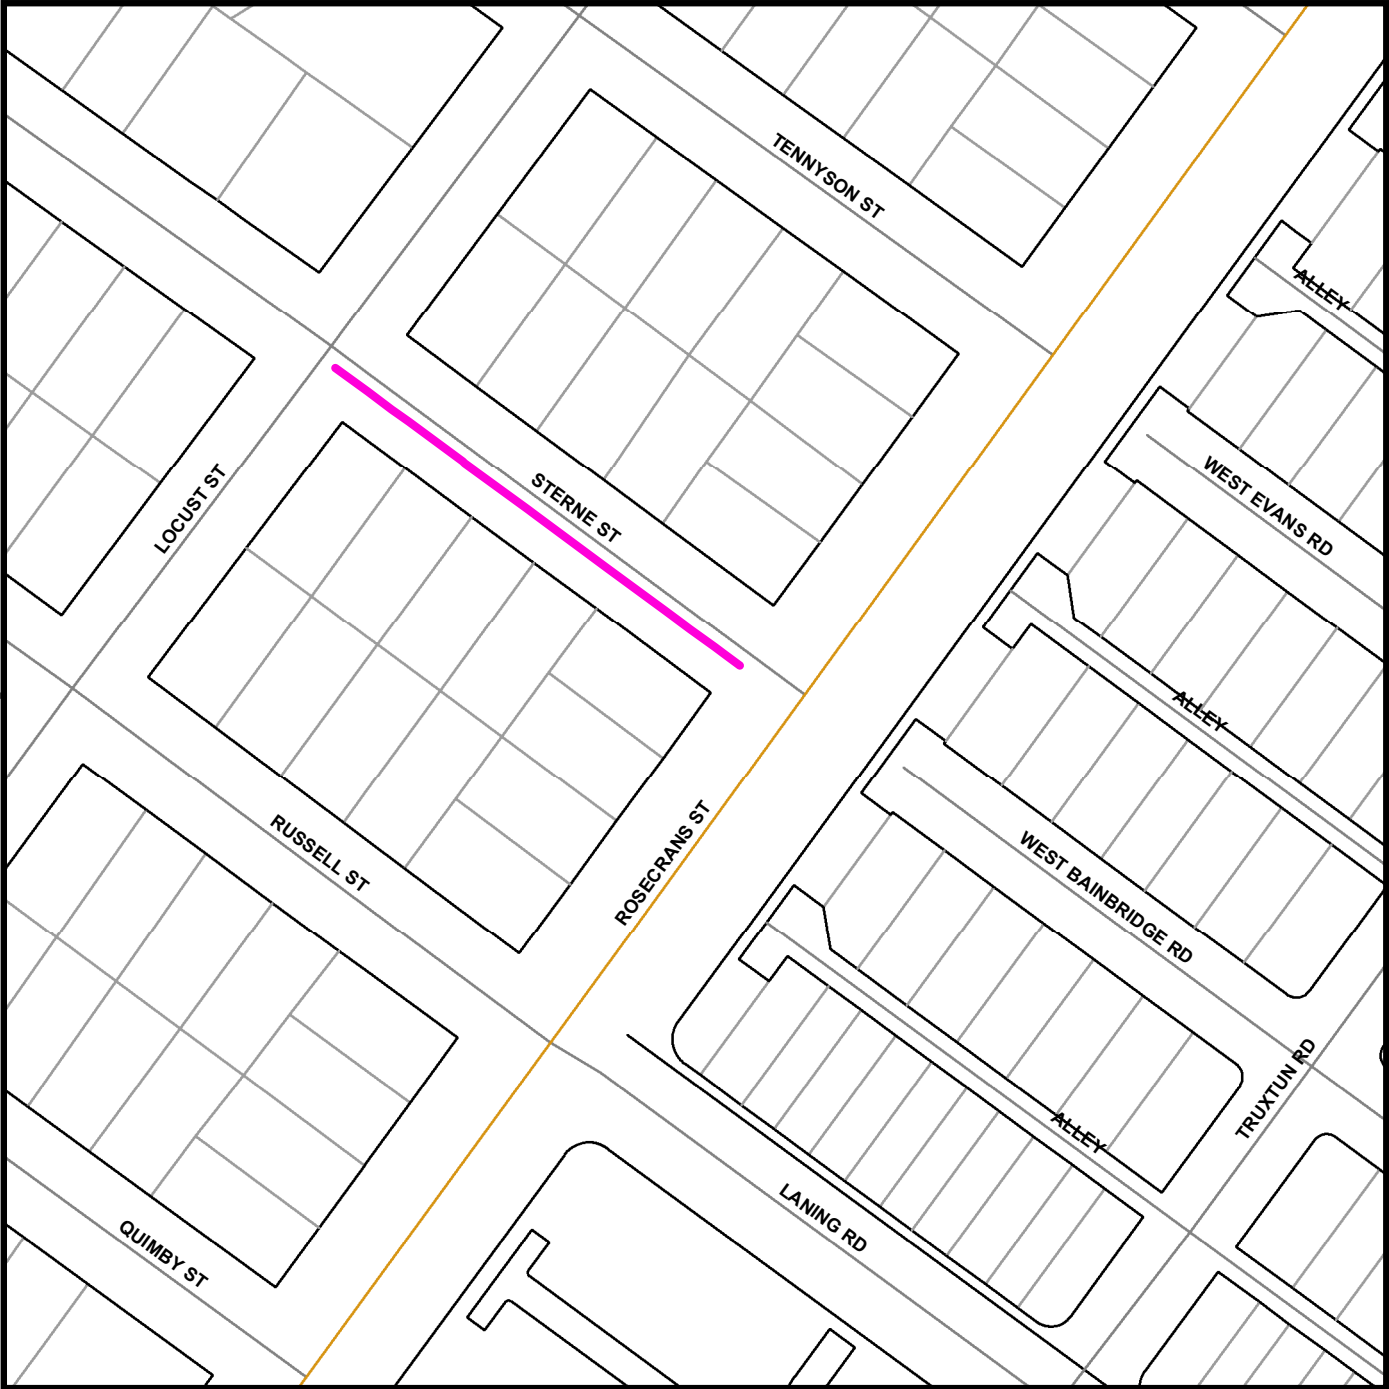 TENNYSON ST
ALLEY
WEST EVANS RD
LOCUST ST
STERNE ST
ALLEY
ROSECRANS ST
RUSSELL ST
WEST BAINBRIDGE RD
TRUXTUN RD
ALLEY
LANING RD
QUIMBY ST